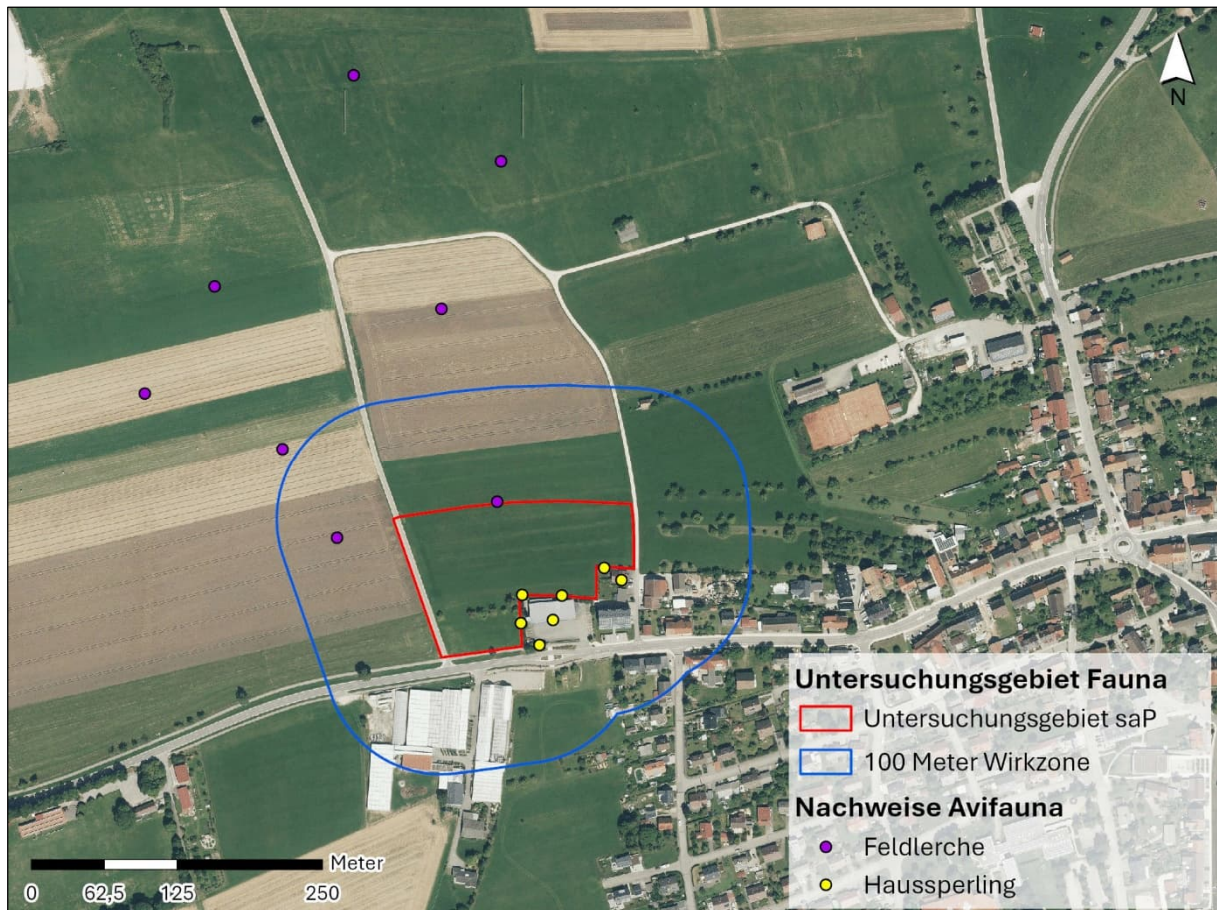 N
Untersuchungsgebiet Fauna
Untersuchungsgebiet saP
100 Meter Wirkzone
Nachweise Avifauna
Feldlerche
Haussperling
Meter
0 62,5 125 250